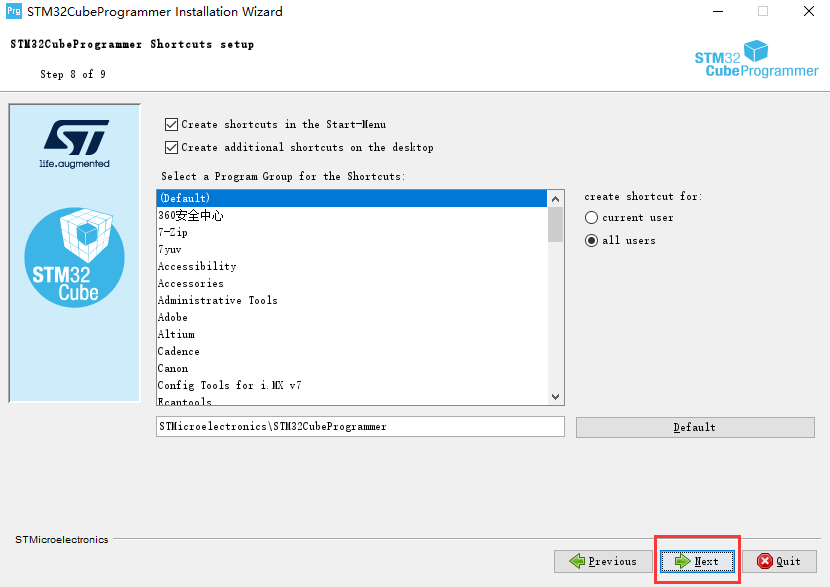 Prg STM32CubeProgrammer Installation Wizard
STM32CubeProgrammer Shortcuts setup
Step 8 of 9
STM32
CubeProgrammer
ST
life.augmented
STM32
Cube
Create shortcuts in the Start-Menu
Create additional shortcuts on the desktop
Select a Program Group for the Shortcuts:
(Default)
360安全中心
7-Zip
7yuv
Accessibility
Accessories
Administrative Tools
Adobe
Altium
Cadence
Canon
Config Tools for i.MX v7
Ecantools
create shortcut for:
current user
all users
STMicroelectronics\STM32CubeProgrammer
Default
STMicroelectronics
Previous
Next
Quit